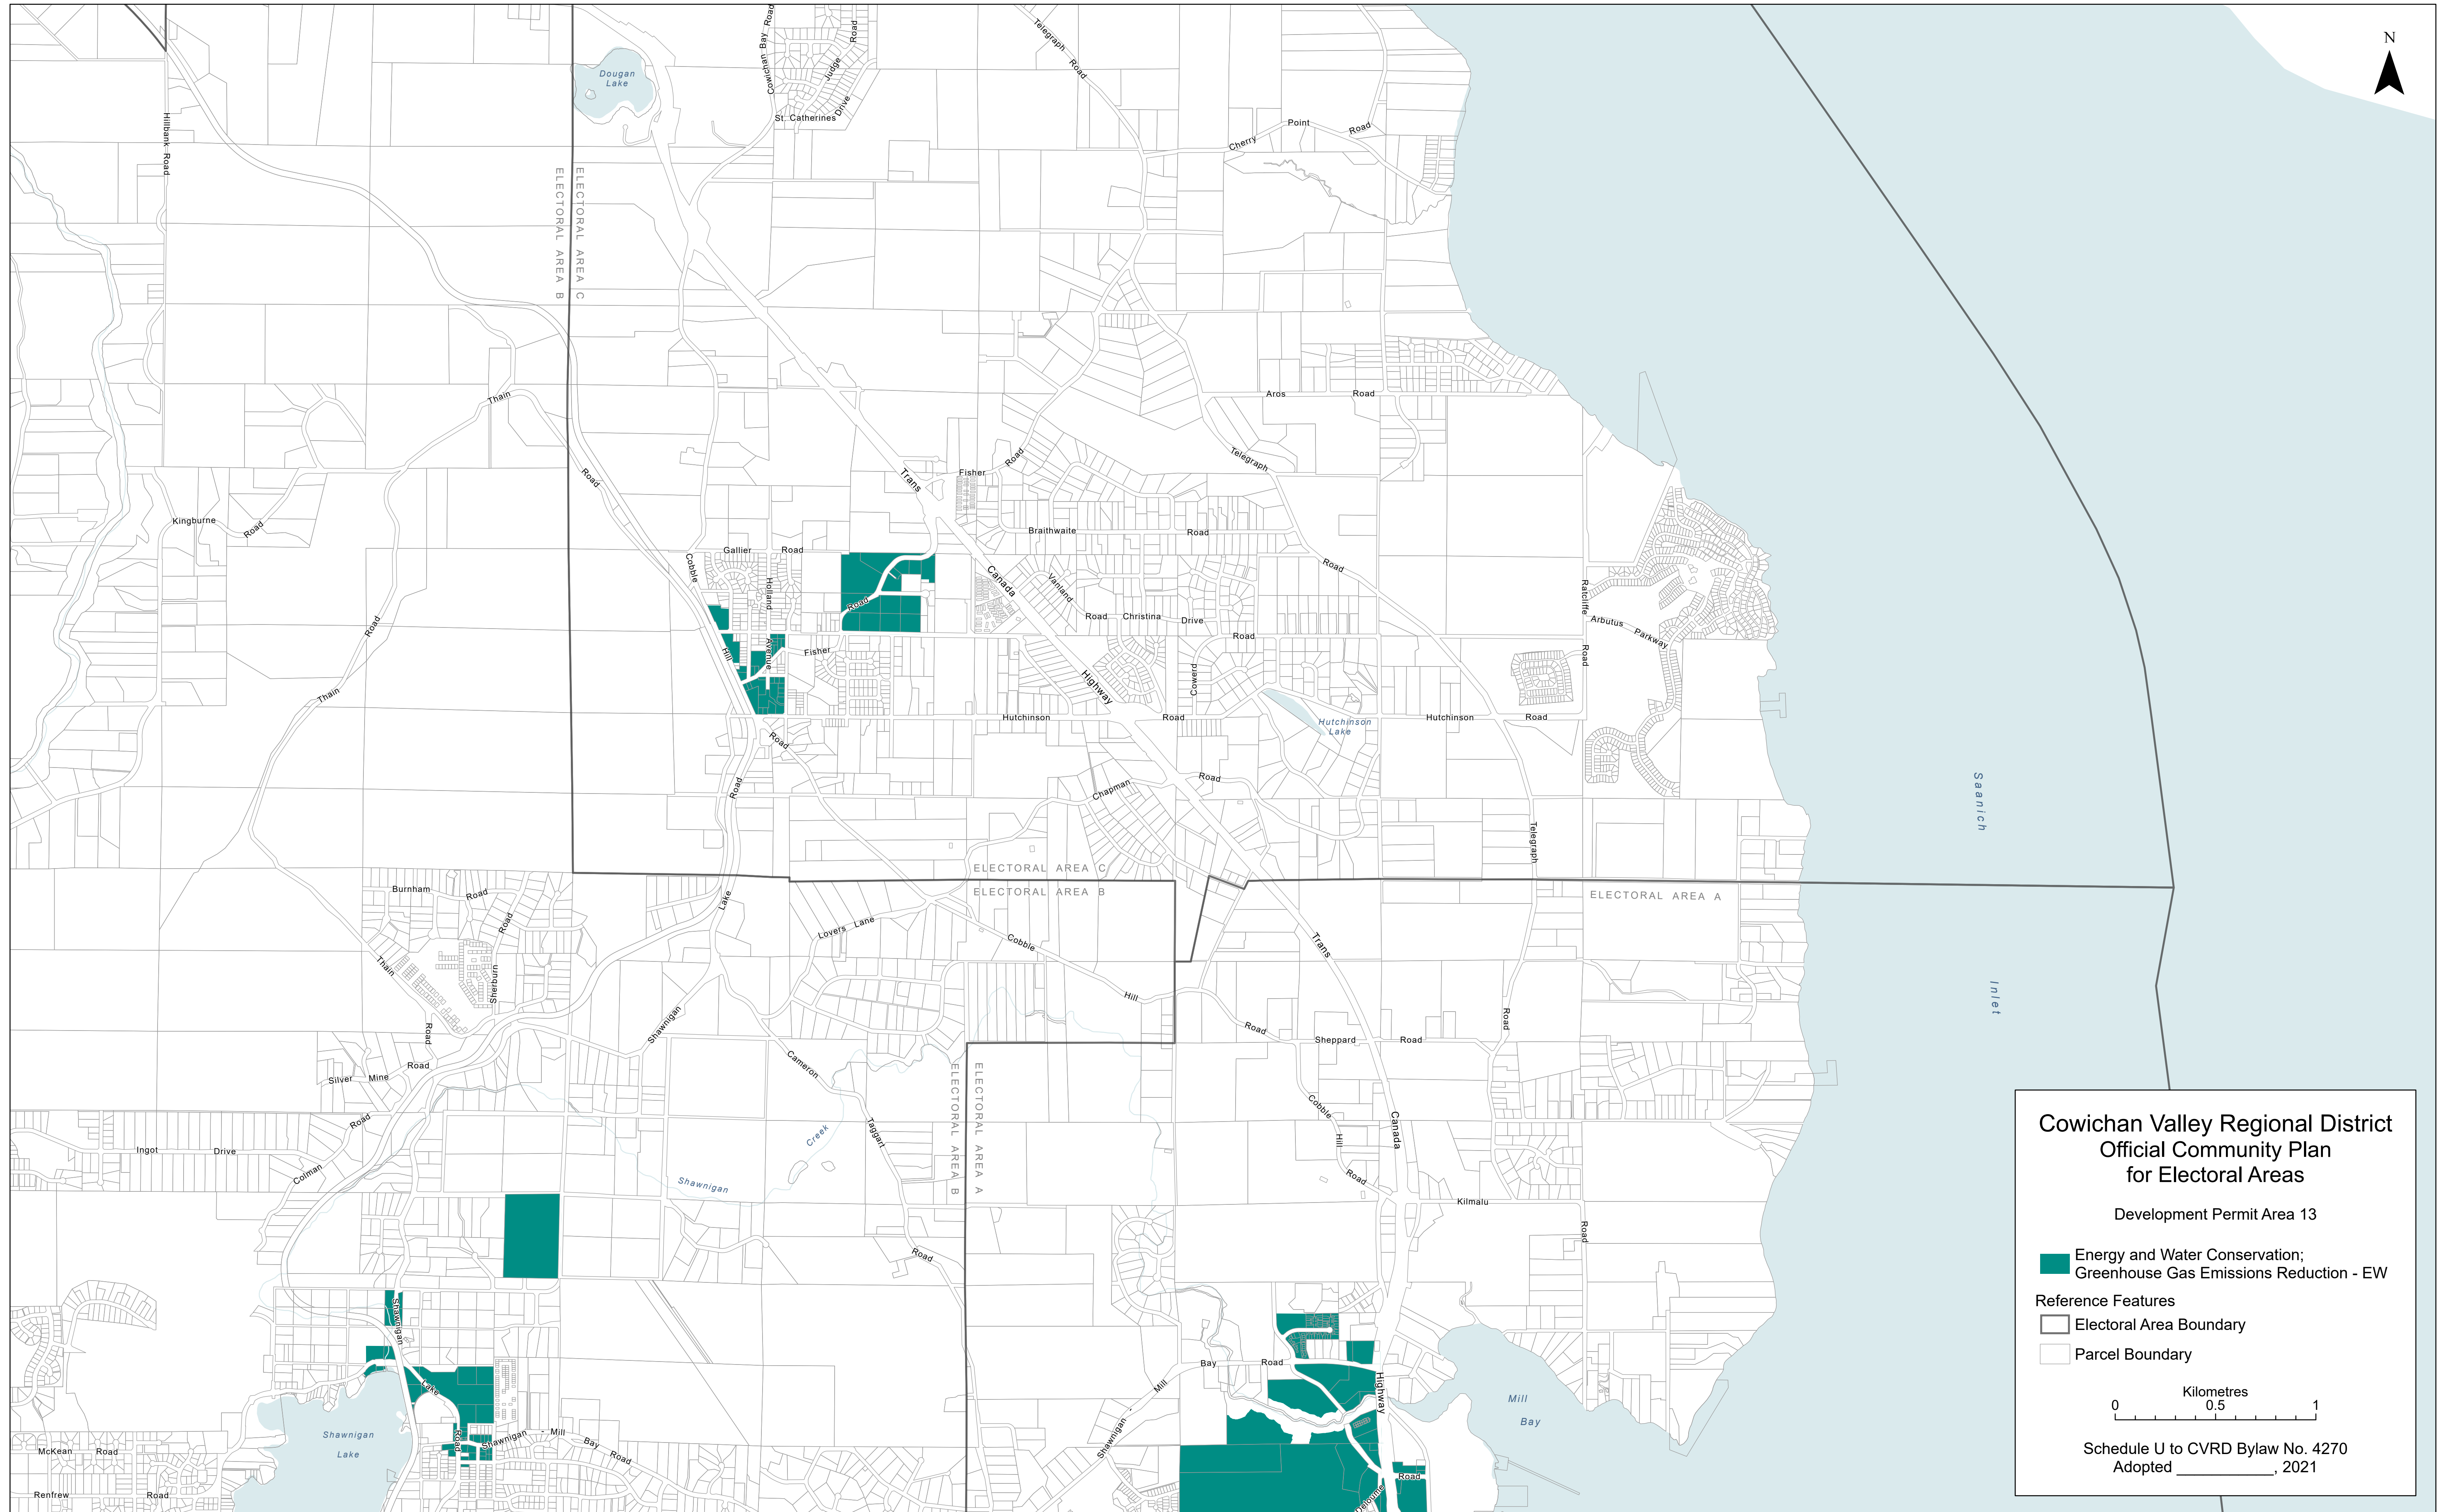 N
Dougan
Lake
Cowichan Bay Road
Judge
Road
St. Catherines
Drive
Telegraph
Road
Cherry
Point
Road
Hillbank Road
ELECTORAL AREA B
ELECTORAL AREA C
Thain
Road
Aros
Road
Telegraph
Fisher
Road
Trans
Kingburne
Road
Braithwaite
Road
Gallier
Road
Cobble
Holland
Canada
Vanland
Road
Ratcliffe
Road
Road
Christina
Drive
Arbutus
Parkway
Road
Road
Avenue
Fisher
Hill
Highway
Coward
Road
Thain
Hutchinson
Road
Hutchinson
Lake
Hutchinson
Road
Road
Road
Chapman
Road
Saanich
Telegraph
ELECTORAL AREA C
ELECTORAL AREA B
ELECTORAL AREA A
Burnham
Road
Road
Lake
Lovers Lane
Cobble
Trans
Thain
Sherburn
Hill
Inlet
Road
Shawnigan
Road
Sheppard
Road
Road
Cameron
Road
Silver
Mine
ELECTORAL AREA B
ELECTORAL AREA A
Cobble
Hill
Canada
Road
Creek
Taggart
Ingot
Drive
Colman
Shawnigan
Road
Kilmalu
Road
Road
Shawnigan
Bay
Road
Mill
Lake
Highway
Mill
Bay
Shawnigan
-
McKean
Road
Shawnigan
Lake
Road
Shawnigan
- Mill
Bay
Road
Renfrew
Road
Road
Deloume
Cowichan Valley Regional District
Official Community Plan
for Electoral Areas
Development Permit Area 13
Energy and Water Conservation;
Greenhouse Gas Emissions Reduction - EW
Reference Features
Electoral Area Boundary
Parcel Boundary
Kilometres
0 0.5 1
Schedule U to CVRD Bylaw No. 4270
Adopted ____________, 2021